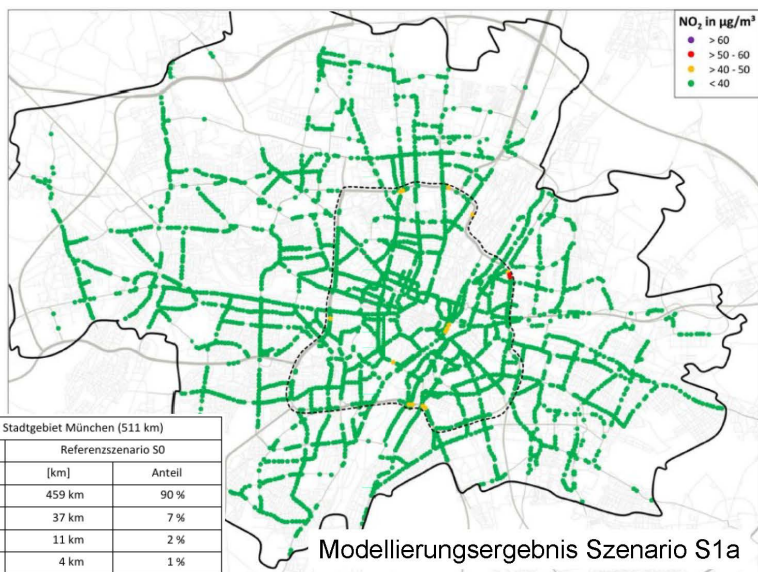 NO₂ in µg/m³
> 60
> 50 - 60
> 40 - 50
< 40
Stadtgebiet München (511 km)
Referenzszenario S0
[km] Anteil
459 km 90 %
37 km 7 %
11 km 2 %
4 km 1 %
Modellierungsergebnis Szenario S1a